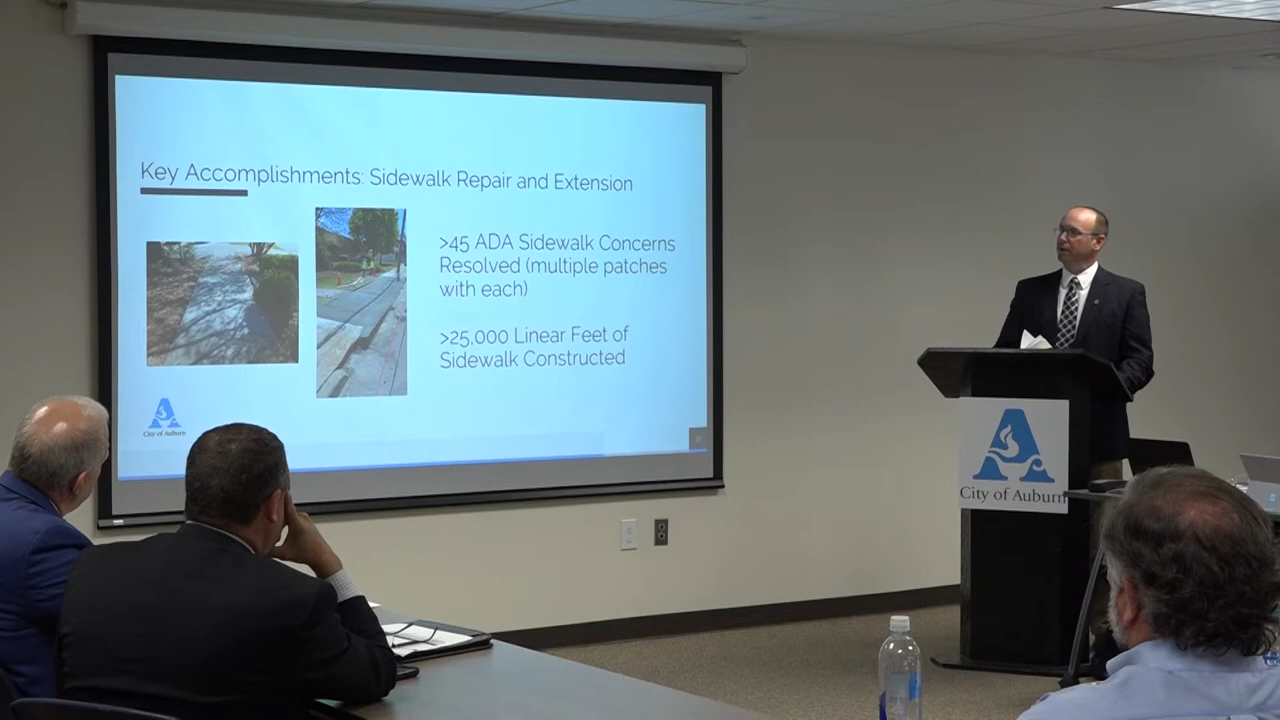 Key Accomplishments: Sidewalk Repair and Extension
>45 ADA Sidewalk Concerns
Resolved (multiple patches
with each)
>25,000 Linear Feet of
Sidewalk Constructed
City of Auburn
City of Auburn